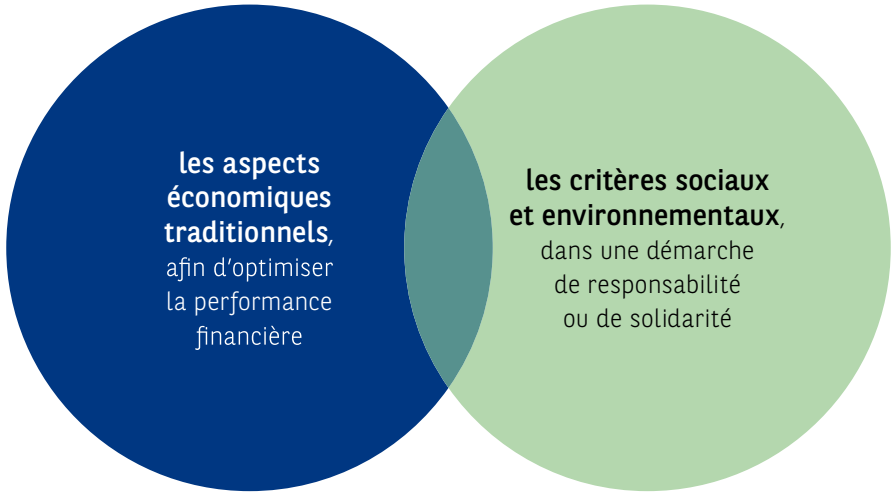 les aspects
économiques
traditionnels,
afin d'optimiser
la performance
financière
les critères sociaux
et environnementaux,
dans une démarche
de responsabilité
ou de solidarité